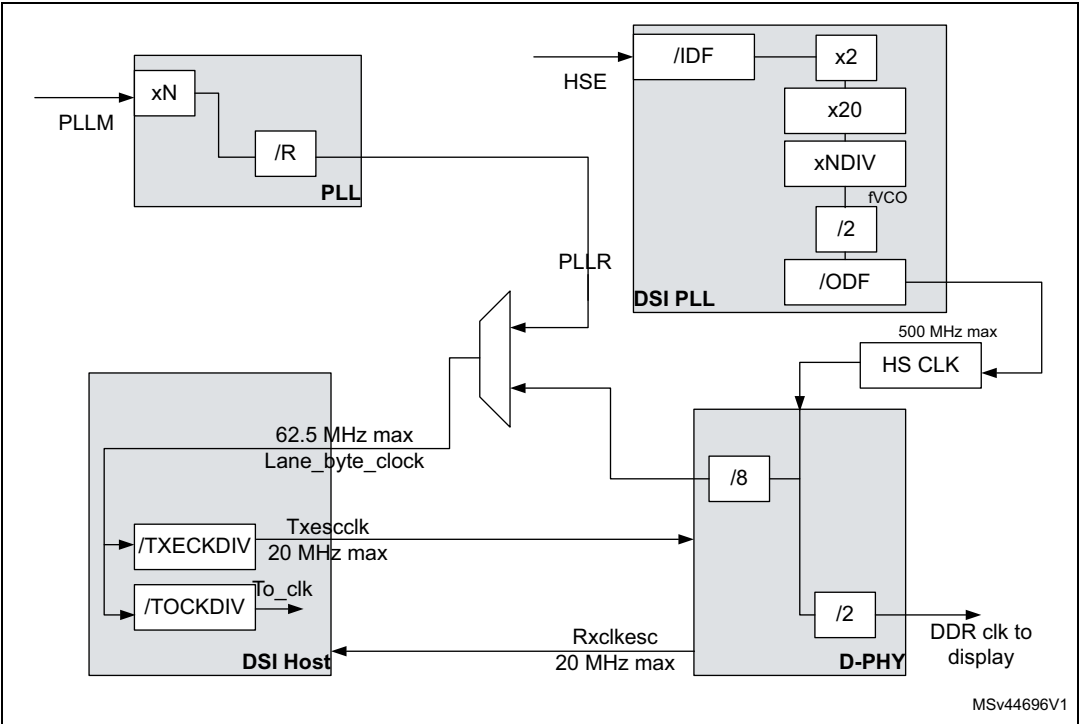 xN
PLLM
/R
PLL
HSE
/IDF
x2
x20
xNDIV
fVCO
/2
/ODF
DSI PLL
PLLR
500 MHz max
HS CLK
62.5 MHz max
Lane_byte_clock
/8
/TXECKDIV
Txescclk
20 MHz max
/TOCKDIV
To_clk
DSI Host
Rxclkesc
20 MHz max
/2
D-PHY
DDR clk to
display
MSv44696V1